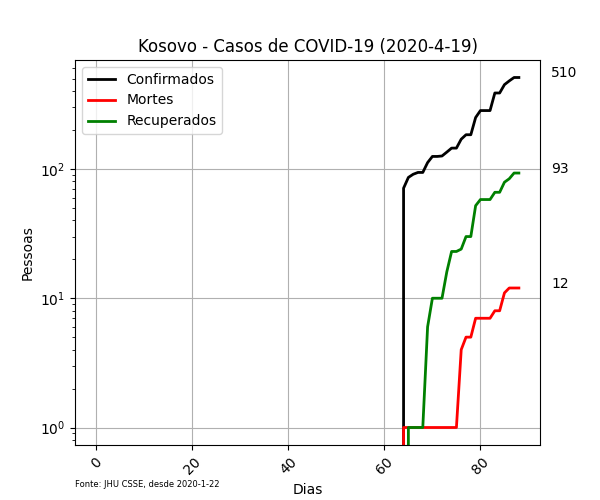 Kosovo - Casos de COVID-19 (2020-4-19)
Confirmados
Mortes
Recuperados
510
93
12
10²
10¹
10⁰
Pessoas
0
20
40
60
80
Dias
Fonte: JHU CSSE, desde 2020-1-22